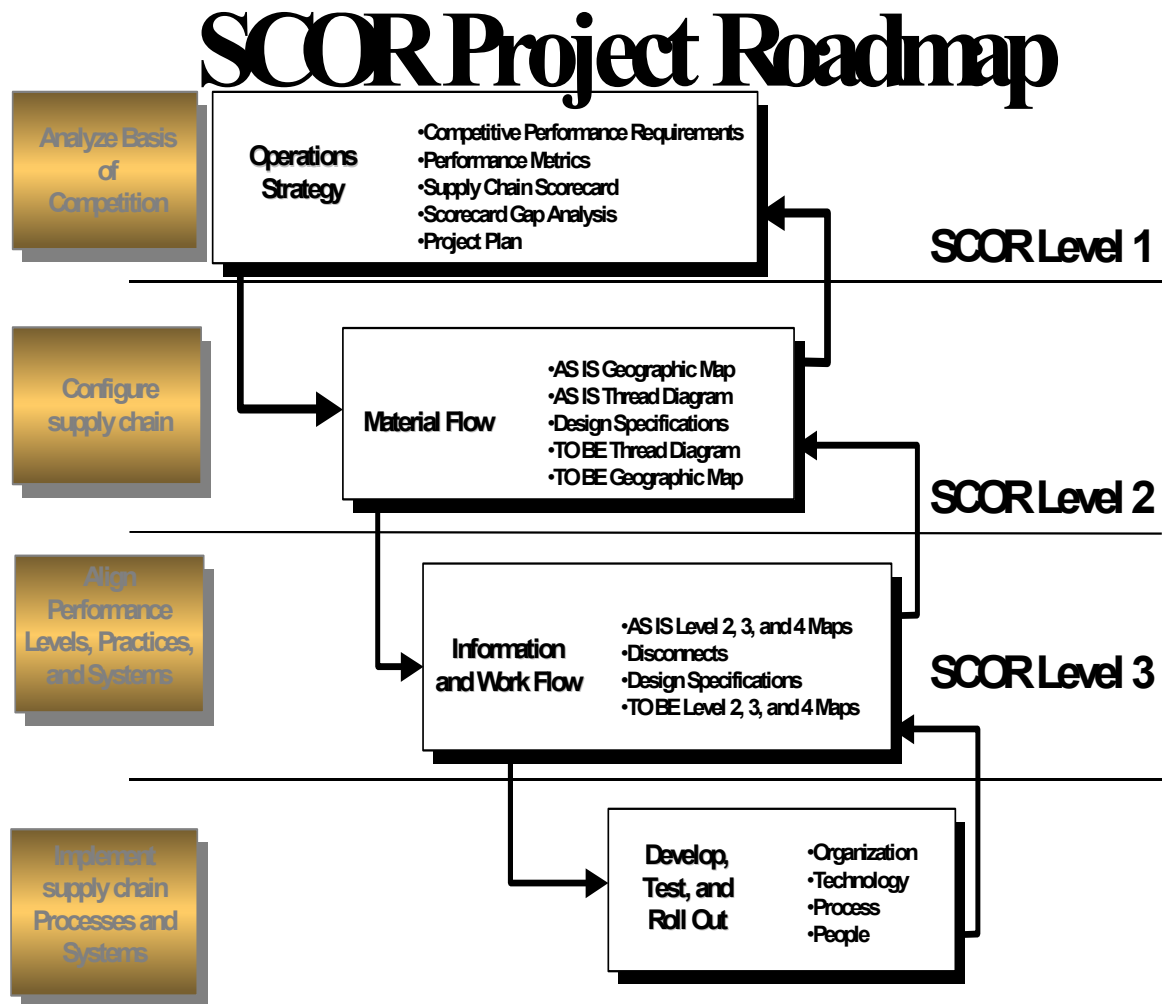 SCOR Project Roadmap
Analyze Basis
of
Competition
Operations
Strategy
•Competitive Performance Requirements
•Performance Metrics
•Supply Chain Scorecard
•Scorecard Gap Analysis
•Project Plan
SCOR Level 1
Configure
supply chain
Material Flow
•AS IS Geographic Map
•AS IS Thread Diagram
•Design Specifications
•TO BE Thread Diagram
•TO BE Geographic Map
SCOR Level 2
Align
Performance
Levels, Practices,
and Systems
Information
and Work Flow
•AS IS Level 2, 3, and 4 Maps
•Disconnects
•Design Specifications
•TO BE Level 2, 3, and 4 Maps
SCOR Level 3
Implement
supply chain
Processes and
Systems
Develop,
Test, and
Roll Out
•Organization
•Technology
•Process
•People